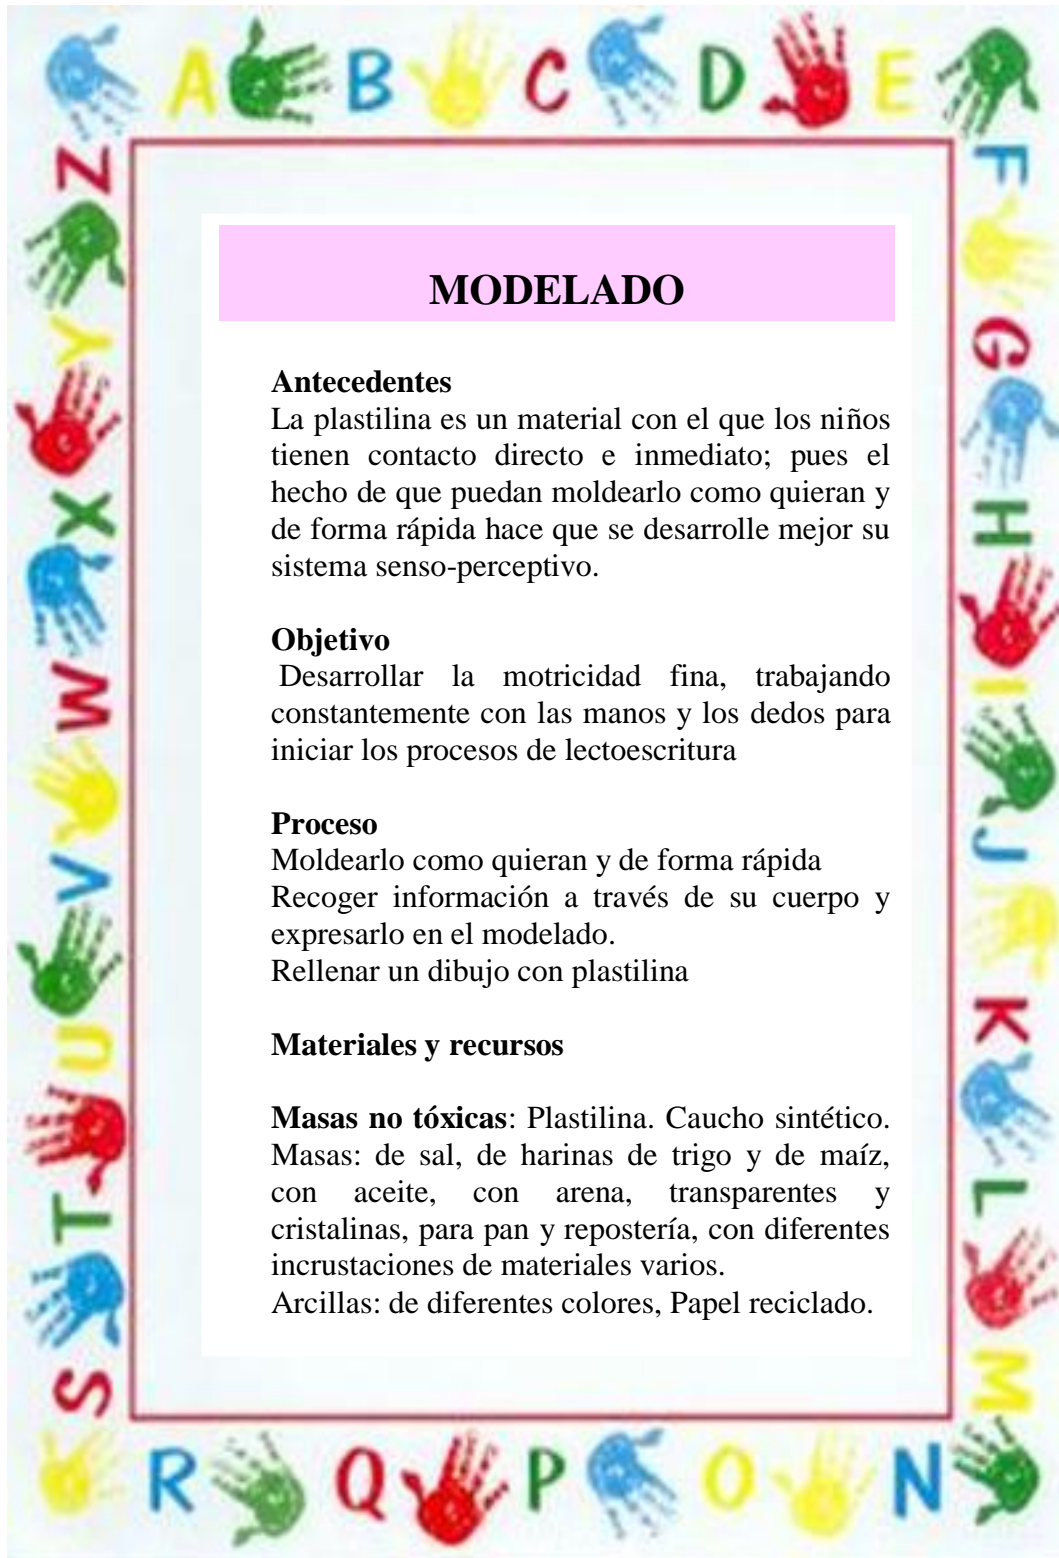 A B C D E
F
G
H
I
J
K
L
M
N
O
P
Q
R
S
T
U
V
W
X
Y
Z
MODELADO
Antecedentes
La plastilina es un material con el que los niños
tienen contacto directo e inmediato; pues el
hecho de que puedan moldearlo como quieran y
de forma rápida hace que se desarrolle mejor su
sistema senso-perceptivo.
Objetivo
Desarrollar la motricidad fina, trabajando
constantemente con las manos y los dedos para
iniciar los procesos de lectoescritura
Proceso
Moldearlo como quieran y de forma rápida
Recoger información a través de su cuerpo y
expresarlo en el modelado.
Rellenar un dibujo con plastilina
Materiales y recursos
Masas no tóxicas: Plastilina. Caucho sintético.
Masas: de sal, de harinas de trigo y de maíz,
con aceite, con arena, transparentes y
cristalinas, para pan y repostería, con diferentes
incrustaciones de materiales varios.
Arcillas: de diferentes colores, Papel reciclado.